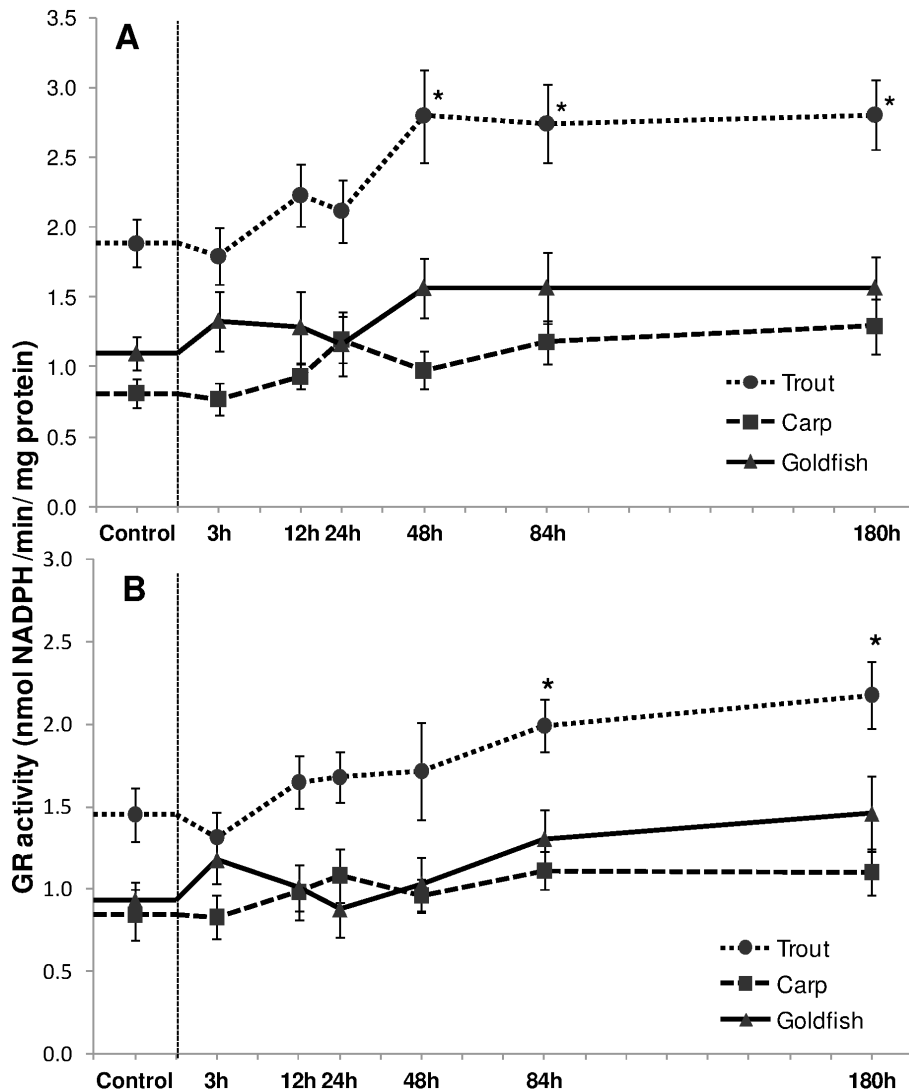 GR activity (nmol NADPH/min/ mg protein)
A
3.5
3.0
2.5
2.0
1.5
1.0
0.5
0.0
*
*
*
Trout
Carp
Goldfish
Control 3h 12h 24h 48h 84h 180h
B
3.0
2.5
2.0
1.5
1.0
0.5
0.0
*
*
Trout
Carp
Goldfish
Control 3h 12h 24h 48h 84h 180h